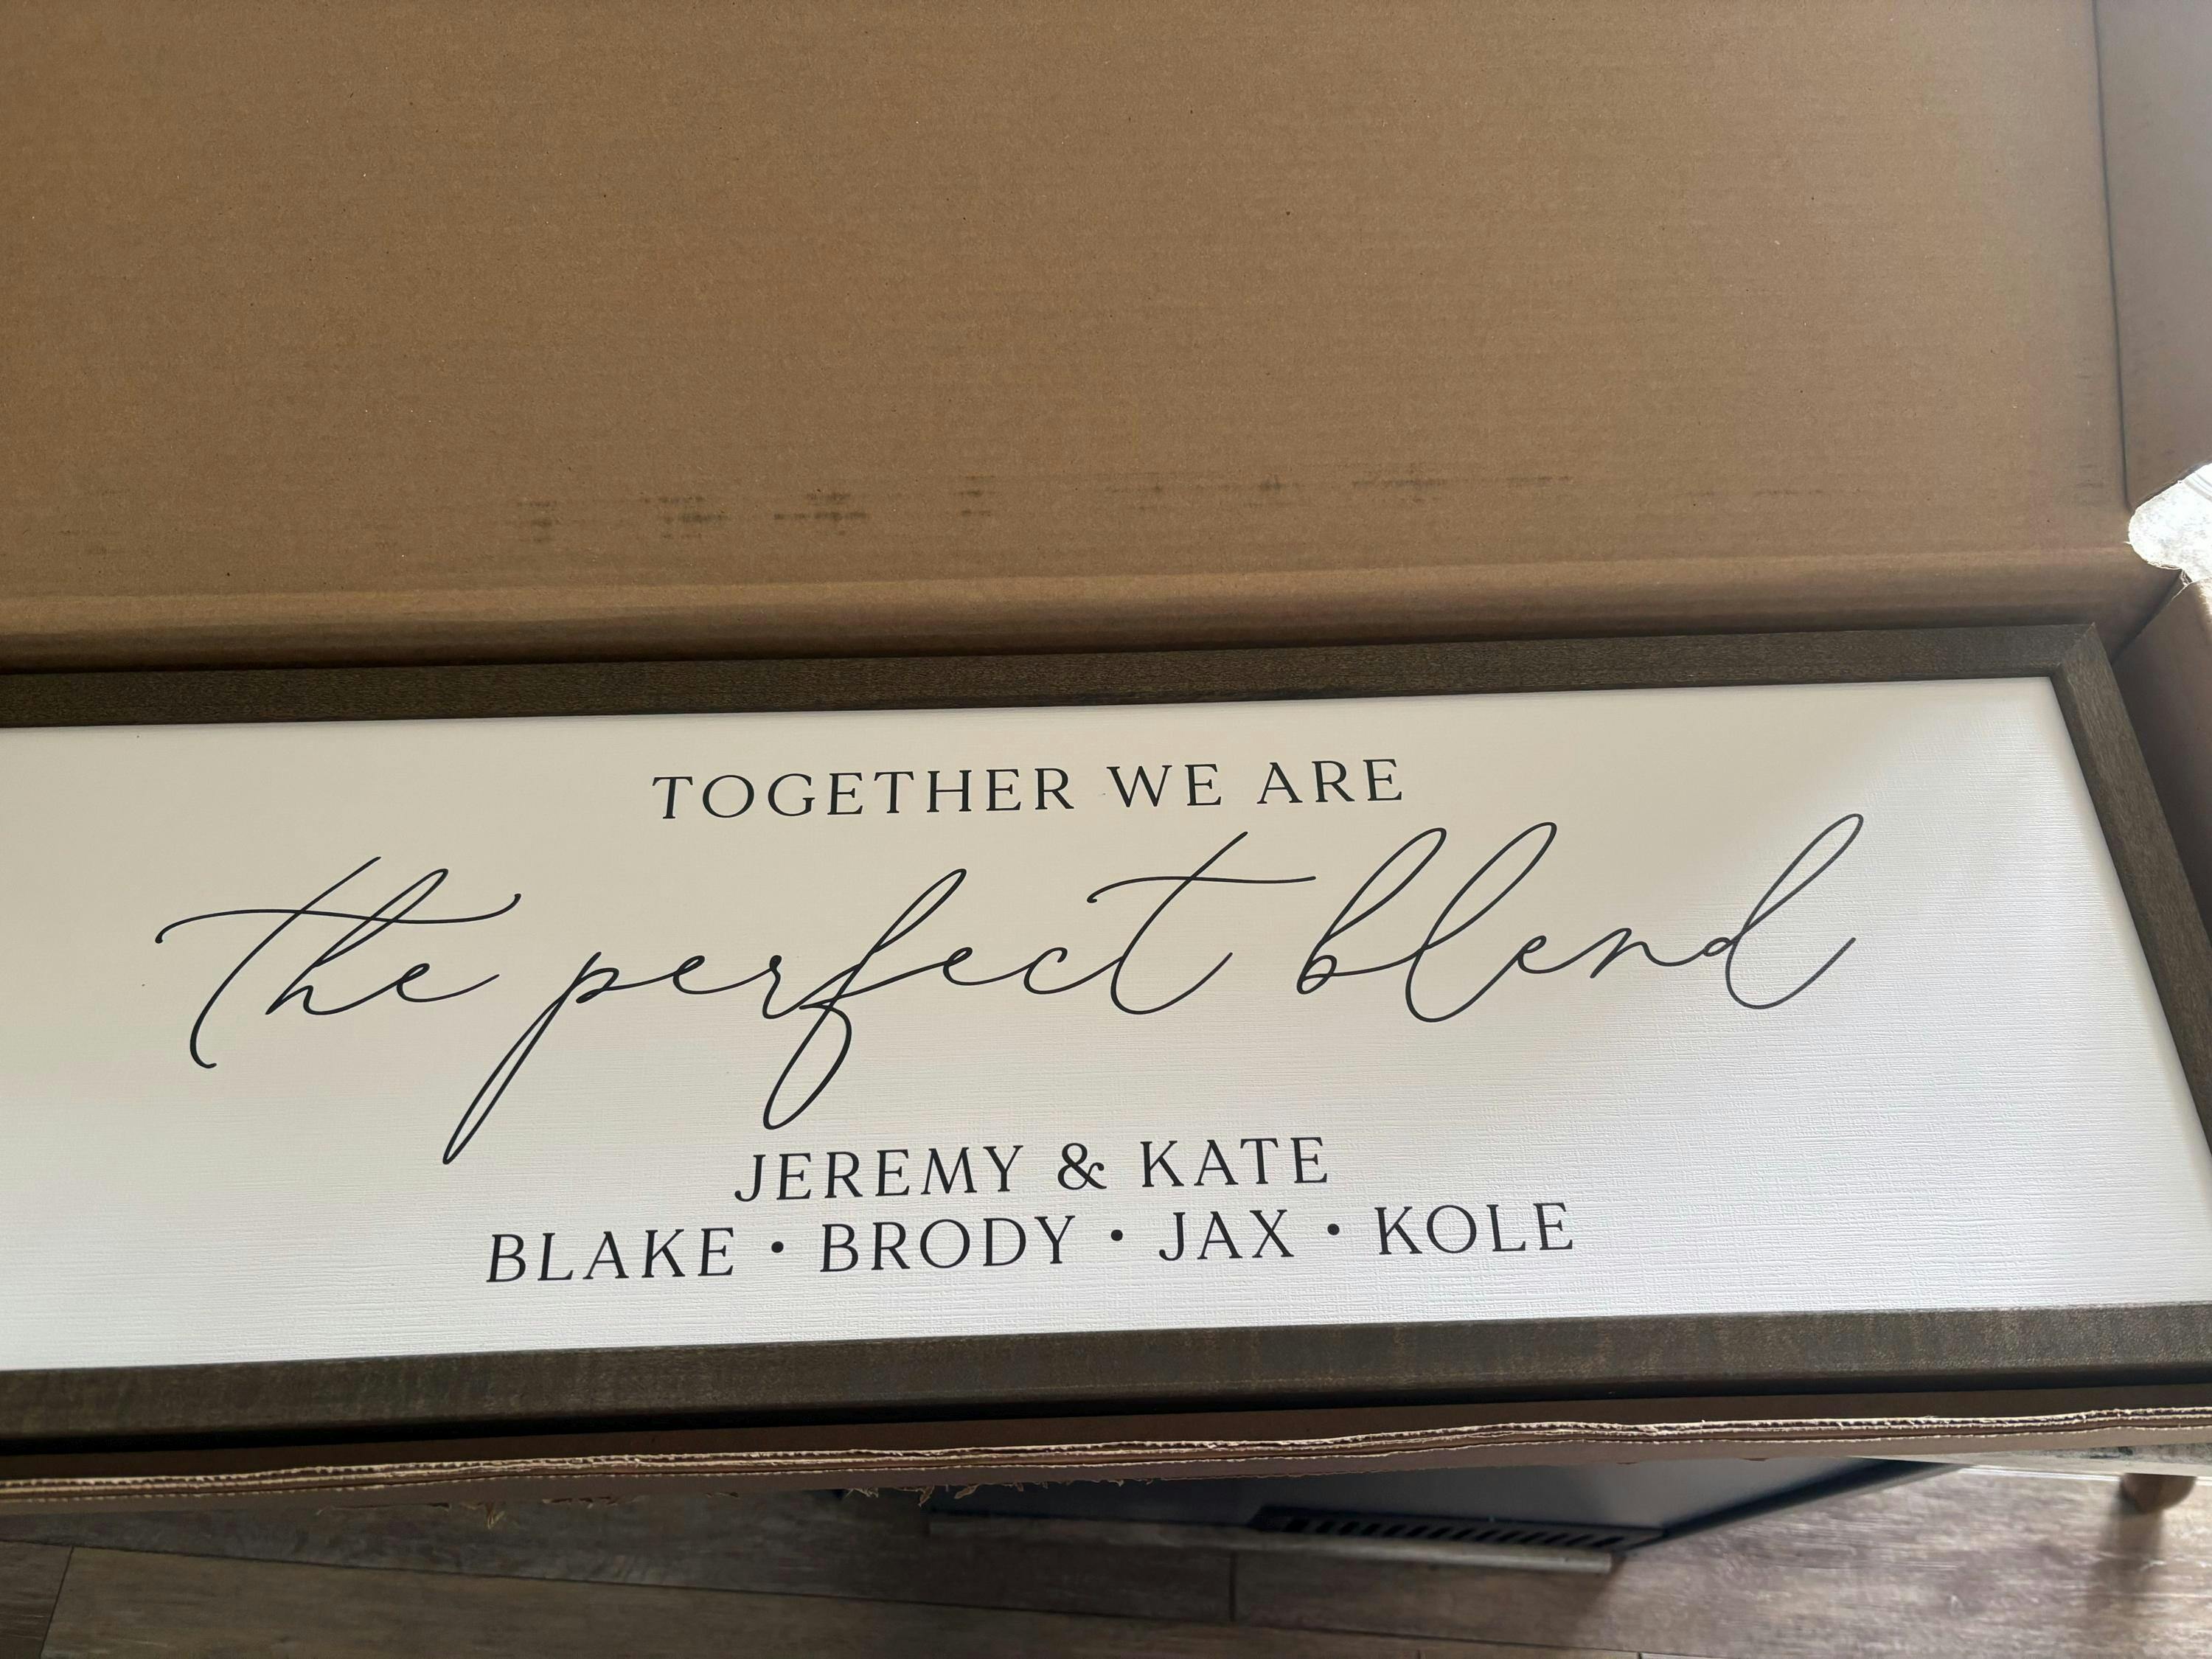 TOGETHER WE ARE
the perfect blend
JEREMY & KATE
BLAKE • BRODY • JAX • KOLE